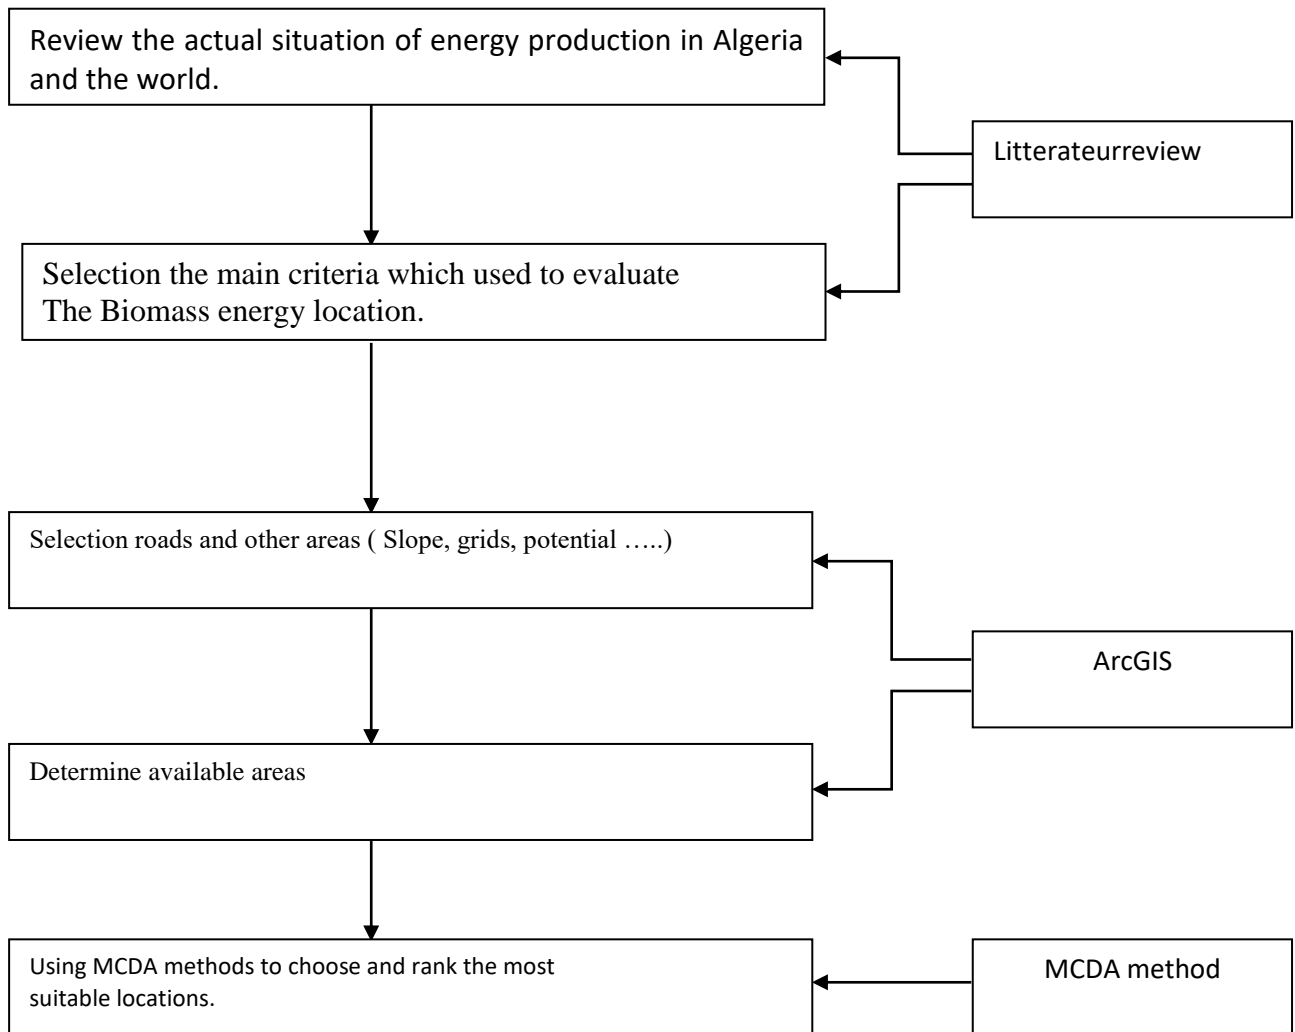 Review the actual situation of energy production in Algeria
and the world.
Litterateurreview
Selection the main criteria which used to evaluate
The Biomass energy location.
Selection roads and other areas ( Slope, grids, potential …..)
ArcGIS
Determine available areas
Using MCDA methods to choose and rank the most
suitable locations.
MCDA method